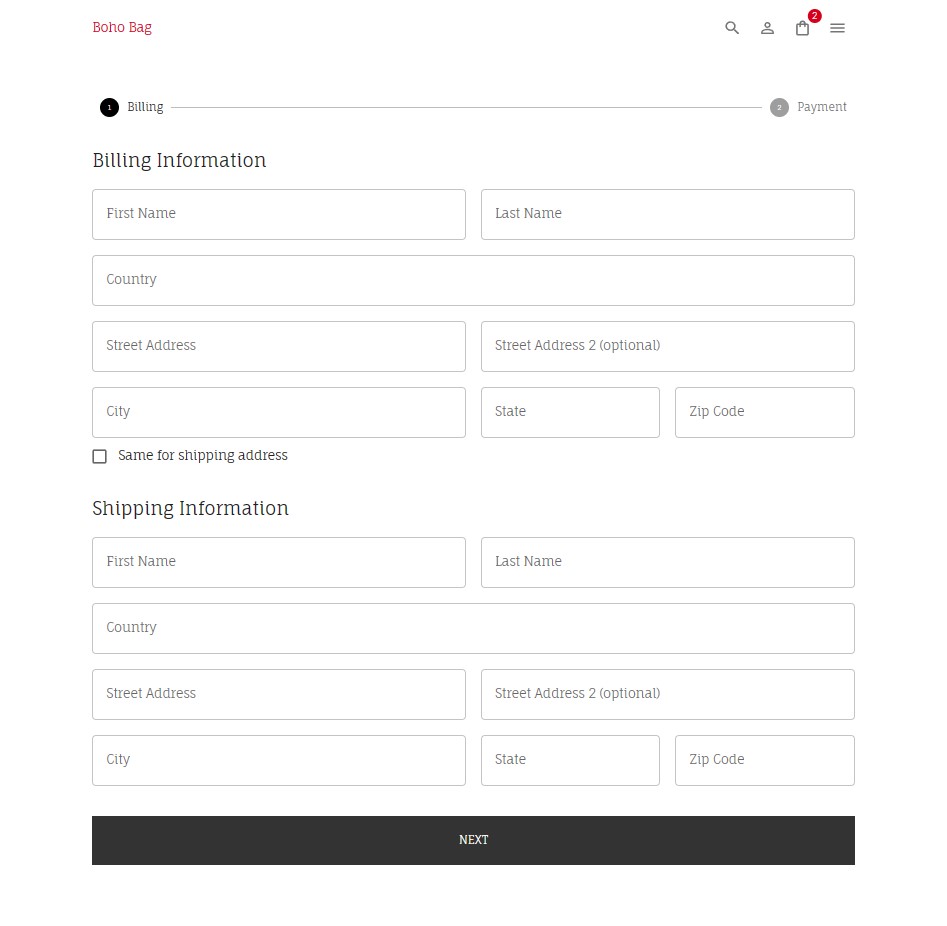 Boho Bag
2
1 Billing
2 Payment
Billing Information
First Name Last Name
Country
Street Address Street Address 2 (optional)
City State Zip Code
Same for shipping address
Shipping Information
First Name Last Name
Country
Street Address Street Address 2 (optional)
City State Zip Code
NEXT